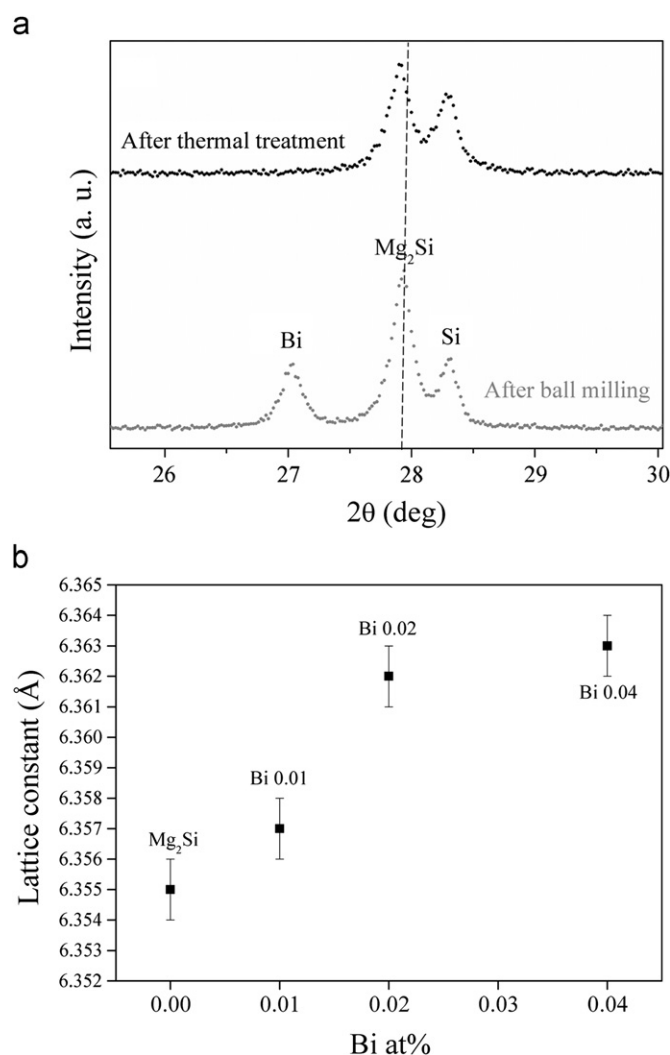 a
After thermal treatment
Mg₂Si
Bi
Si
After ball milling
Intensity (a. u.)
26 27 28 29 30
2θ (deg)
b
6.365
6.364
6.363
6.362
6.361
6.360
6.359
6.358
6.357
6.356
6.355
6.354
6.353
6.352
Lattice constant (Å)
Bi 0.02
Bi 0.04
Bi 0.01
Mg₂Si
0.00 0.01 0.02 0.03 0.04
Bi at%